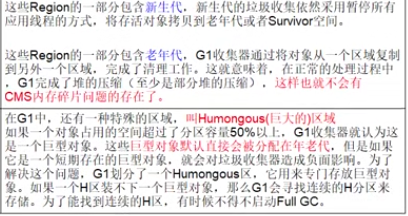 这些Region的一部分包含新生代，新生代的垃圾收集依然采用暂停所有
应用线程的方式，将存活对象拷贝到老年代或者Survivor空间。
这些Region的一部分包含老年代，G1收集器通过将对象从一个区域复制
到另外一个区域，完成了清理工作。这就意味着，在正常的处理过程中
，G1完成了堆的压缩（至少是部分堆的压缩），这样也就不会有
CMS内存碎片问题的存在了。
在G1中，还有一种特殊的区域，叫Humongous(巨大的)区域
如果一个对象占用的空间超过了分区容量50%以上，G1收集器就认为这
是一个巨型对象。这些巨型对象默认直接会被分配在年老代，但是如果
它是一个短期存在的巨型对象，就会对垃圾收集器造成负面影响。为了
解决这个问题，G1划分了一个Humongous区，它用来专门存放巨型对
象。如果一个H区装不下一个巨型对象，那么G1会寻找连续的H分区来
存储。为了能找到连续的H区，有时候不得不启动Full GC。